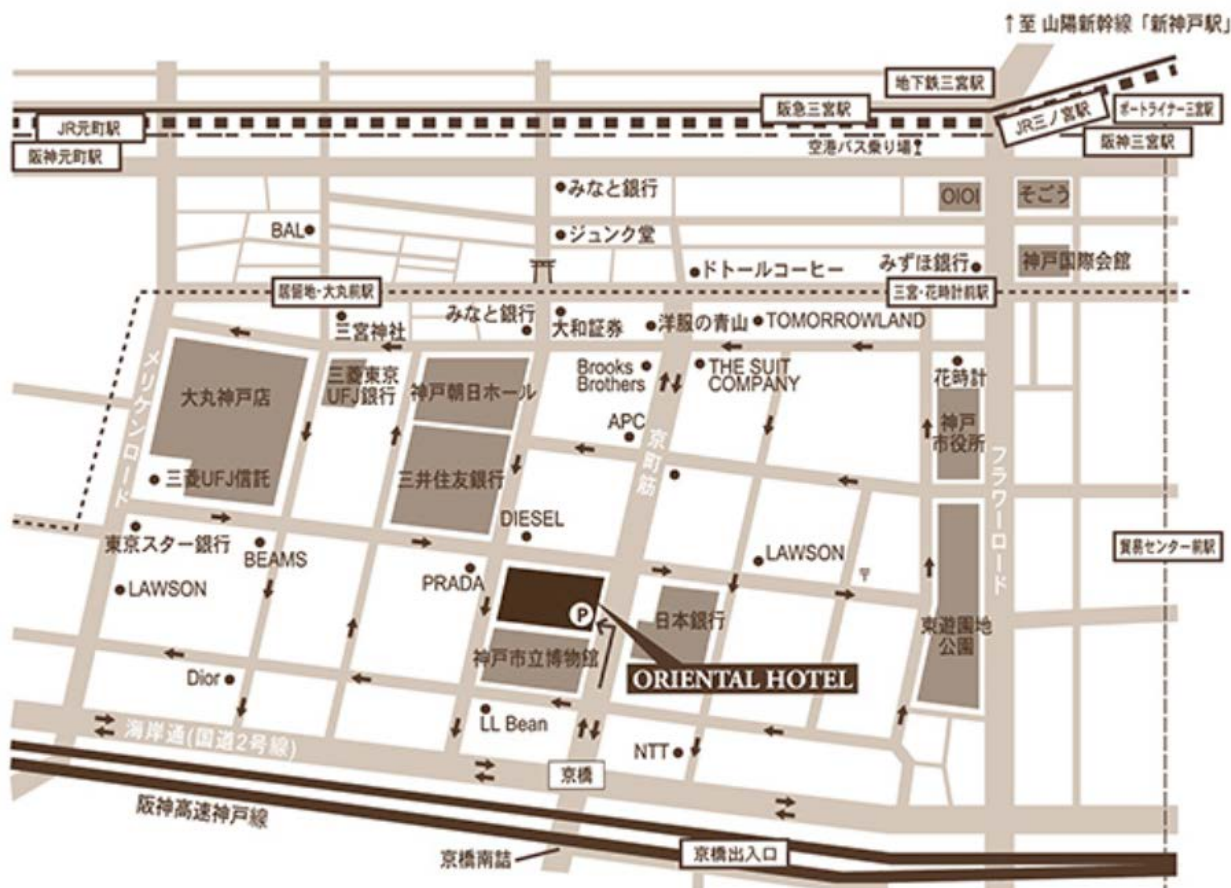 ↑至 山陽新幹線「新神戸駅」
地下鉄三宮駅
阪急三宮駅
JR三ノ宮駅
ポートライナー三宮駅
JR元町駅
阪神三宮駅
阪神元町駅
空港バス乗り場
みなと銀行
OIOI
そごう
BAL
ジュンク堂
ドトールコーヒー
みずほ銀行
神戸国際会館
居留地・大丸前駅
三宮・花時計前駅
三宮神社
みなと銀行
大和証券
洋服の青山
TOMORROWLAND
メリケンロード
大丸神戸店
三菱東京
UFJ銀行
神戸朝日ホール
Brooks
Brothers
THE SUIT
COMPANY
花時計
APC
京町筋
神戸
市役所
フラワーロード
三菱UFJ信託
三井住友銀行
DIESEL
東京スター銀行
BEAMS
LAWSON
貿易センター前駅
LAWSON
PRADA
〒
P
日本銀行
東遊園地
公園
神戸市立博物館
ORIENTAL HOTEL
Dior
LL Bean
海岸通(国道2号線)
NTT
京橋
阪神高速神戸線
京橋南詰
京橋出入口